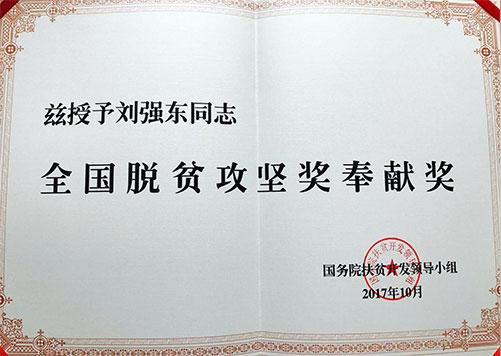 兹授予刘强东同志
全国脱贫攻坚奖奉献奖
国务院扶贫开发领导小组
2017年10月